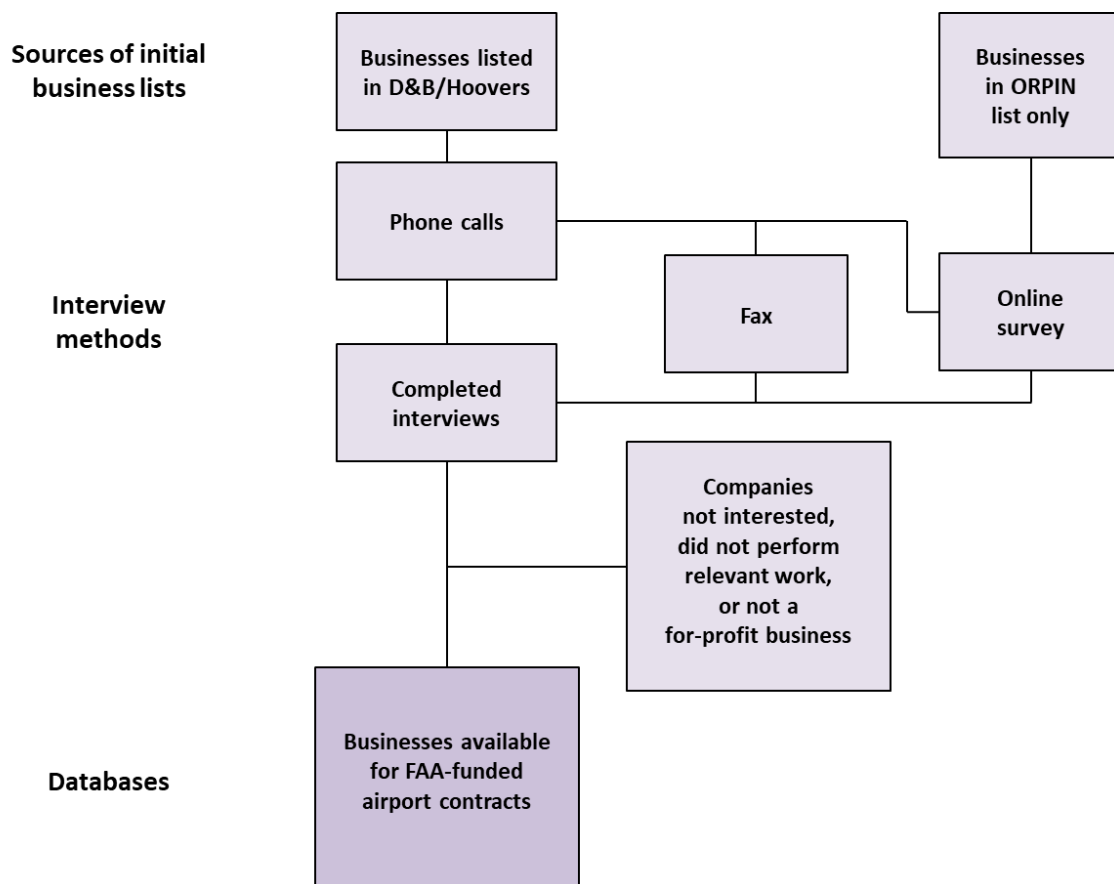 Sources of initial
business lists
Businesses listed
in D&B/Hoovers
Businesses
in ORPIN
list only
Phone calls
Interview
methods
Fax
Online
survey
Completed
interviews
Companies
not interested,
did not perform
relevant work,
or not a
for-profit business
Databases
Businesses available
for FAA-funded
airport contracts